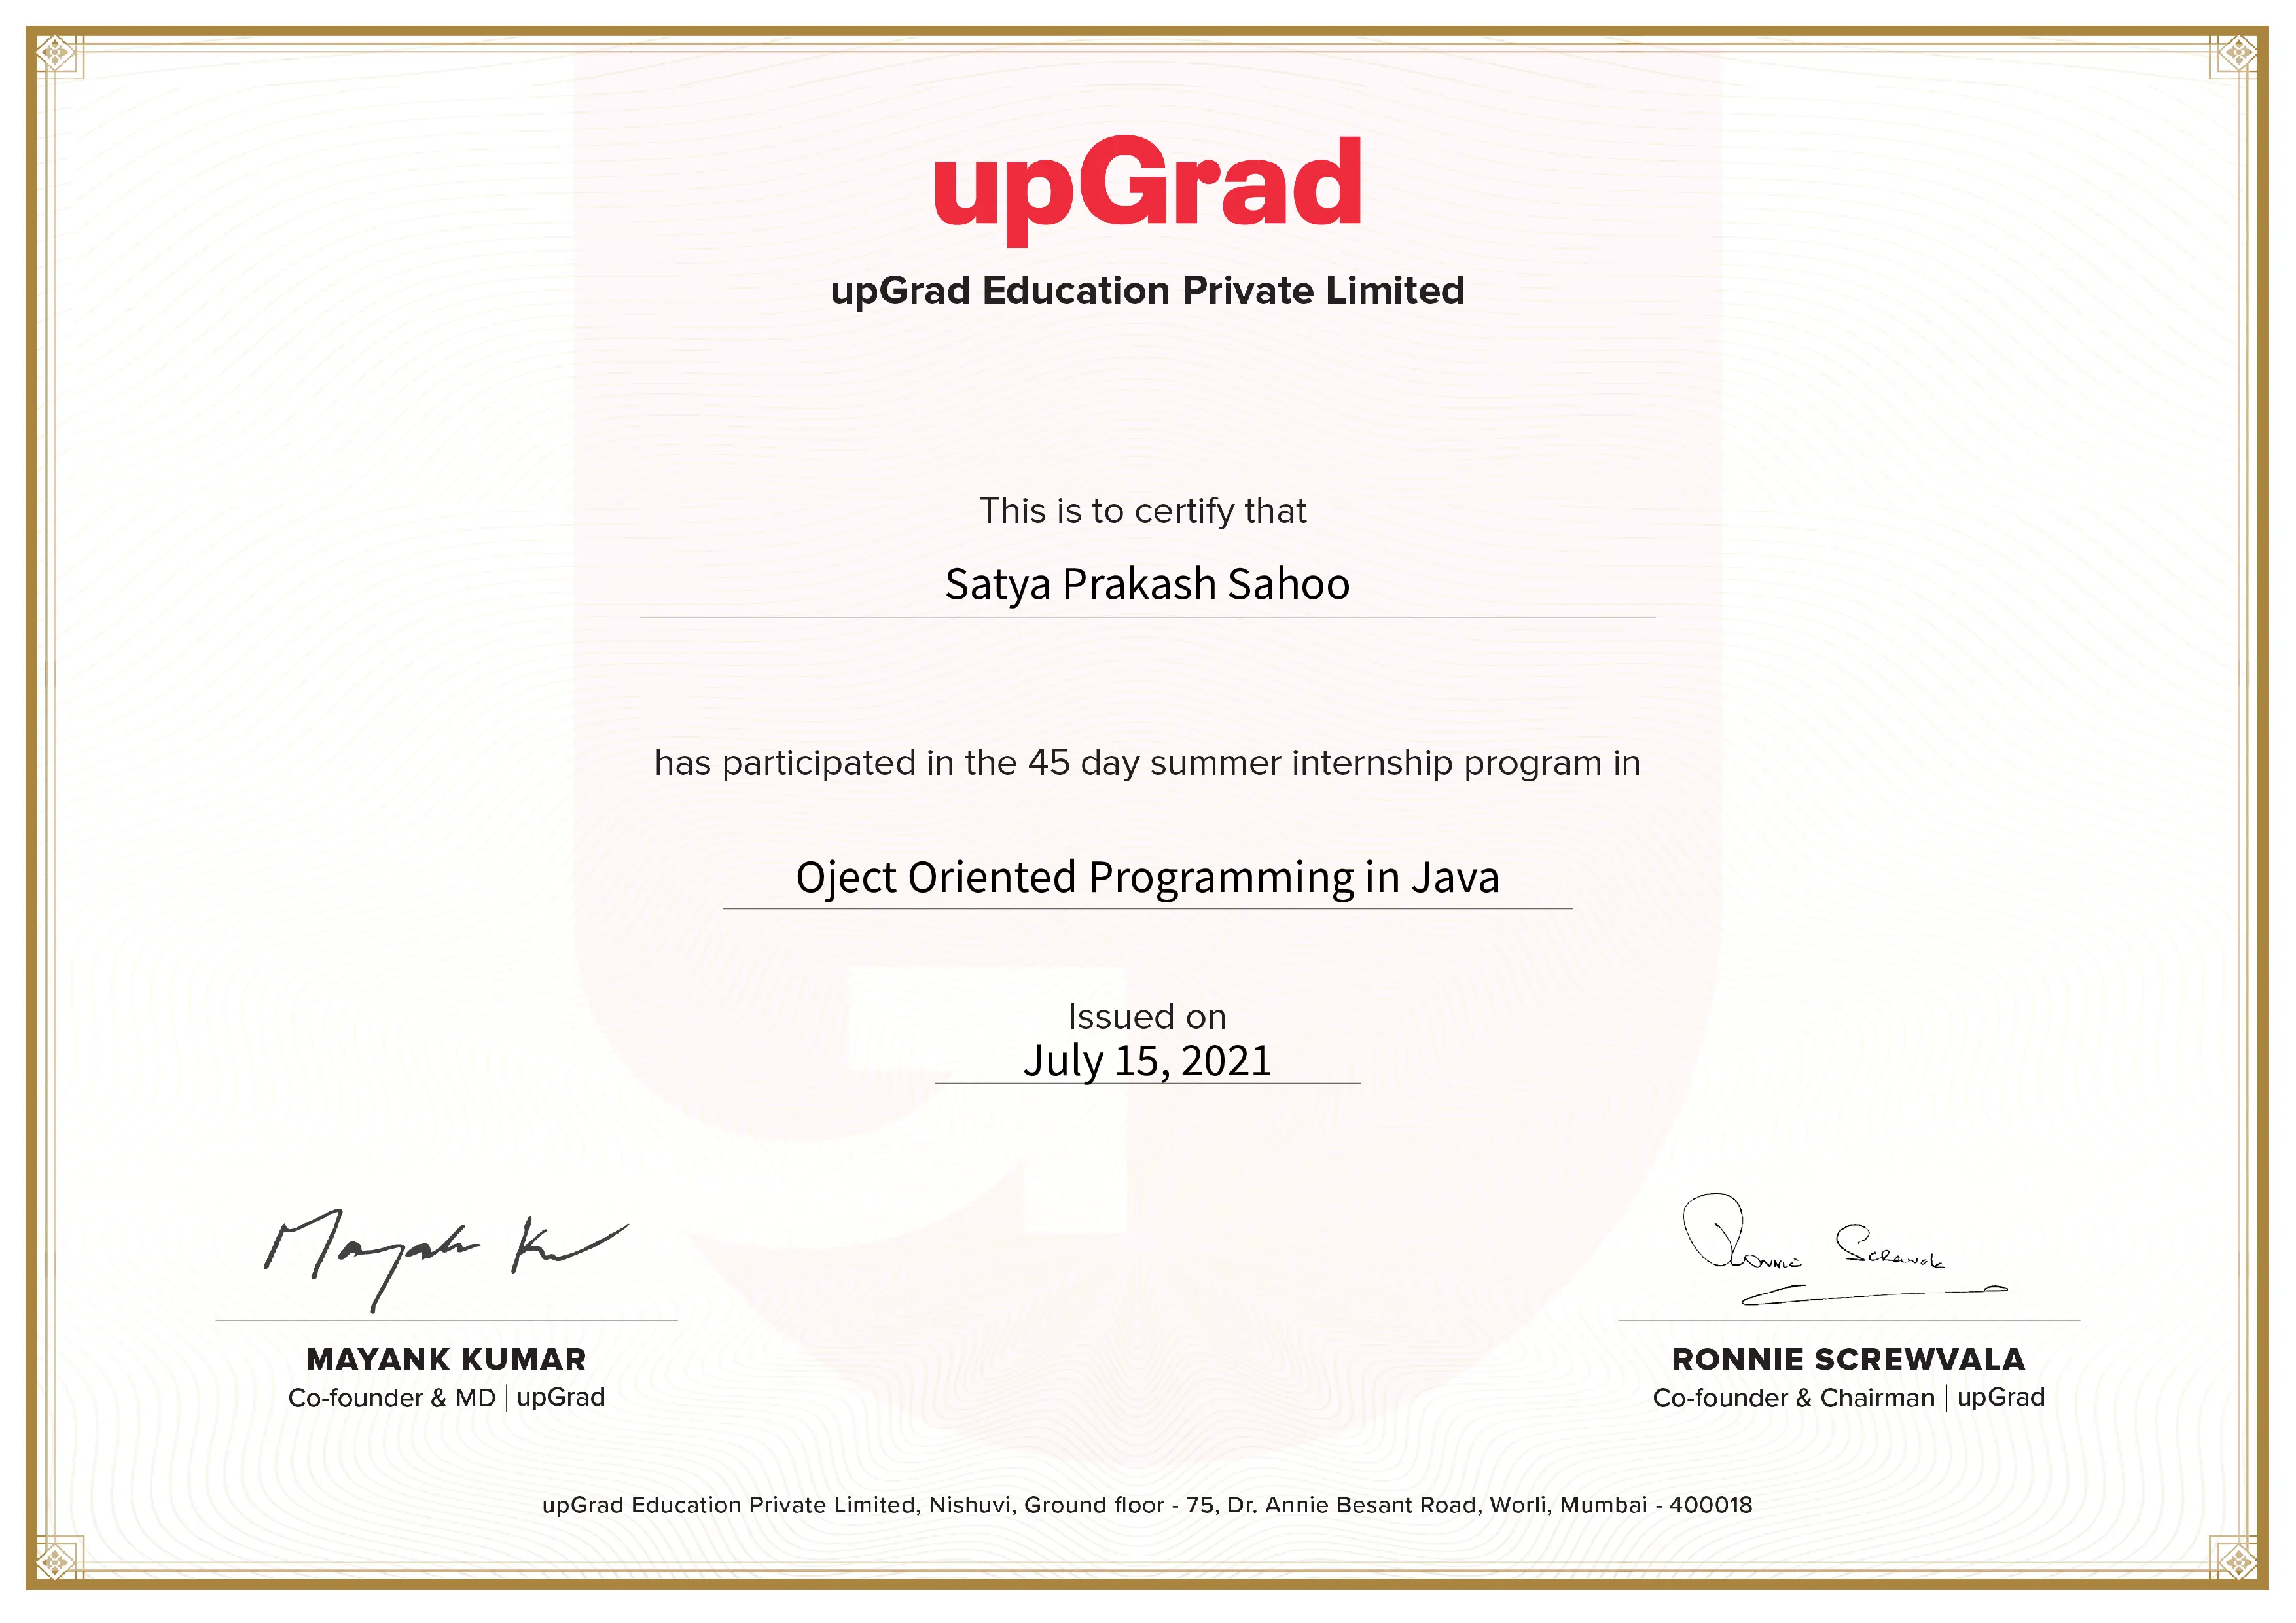 upGrad
upGrad Education Private Limited
This is to certify that
Satya Prakash Sahoo
has participated in the 45 day summer internship program in
Oject Oriented Programming in Java
Issued on
July 15, 2021
Mayank Ku
Ronnie Screwvala
MAYANK KUMAR
Co-founder & MD | upGrad
RONNIE SCREWVALA
Co-founder & Chairman | upGrad
upGrad Education Private Limited, Nishuvi, Ground floor - 75, Dr. Annie Besant Road, Worli, Mumbai - 400018